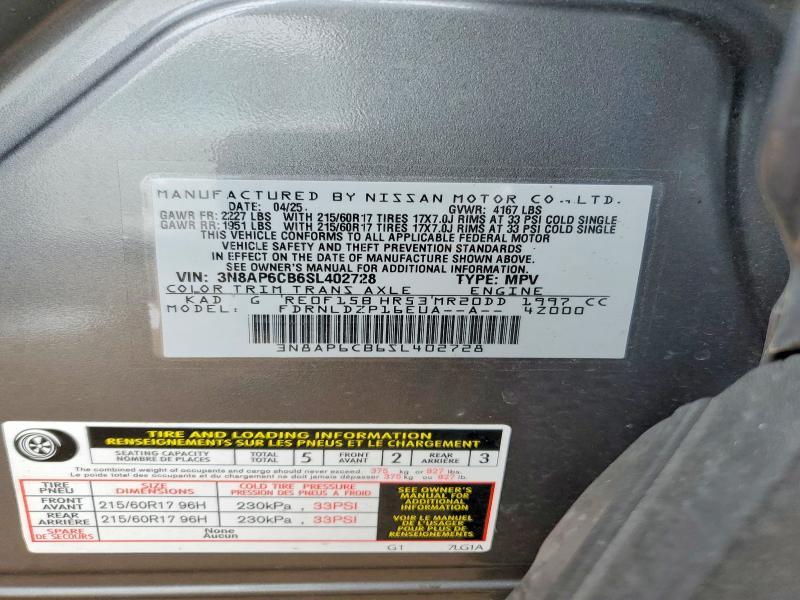 MANUFACTURED BY NISSAN MOTOR CO., LTD.
DATE: 04/25 GVWR: 4167 LBS
GAWR FR: 2227 LBS WITH 215/60R17 TIRES 17X7.0J RIMS AT 33 PSI COLD SINGLE
GAWR RR: 1951 LBS WITH 215/60R17 TIRES 17X7.0J RIMS AT 33 PSI COLD SINGLE
THIS VEHICLE CONFORMS TO ALL APPLICABLE FEDERAL MOTOR
VEHICLE SAFETY AND THEFT PREVENTION STANDARDS
IN EFFECT ON THE DATE OF MANUFACTURE SHOWN ABOVE.
SEE OWNER'S MANUAL FOR ADDITIONAL INFORMATION.
VIN: 3N8AP6CB6SL402728 TYPE: MPV
COLOR TRIM TRANS AXLE ENGINE
KAD G RE0F15B HR53 MR20DD 1997 CC
MODEL: FDRNLDZP16EUA--A-- 4Z000
3N8AP6CB6SL402728
TIRE AND LOADING INFORMATION
RENSEIGNEMENTS SUR LES PNEUS ET LE CHARGEMENT
SEATING CAPACITY TOTAL 5 FRONT 2 REAR 3
NOMBRE DE PLACES TOTAL AVANT ARRIÈRE
The combined weight of occupants and cargo should never exceed 375 kg or 827 lbs.
Le poids total des occupants et du chargement ne doit jamais dépasser 375 kg ou 827 lb.
TIRE SIZE COLD TIRE PRESSURE
PNEU DIMENSIONS PRESSION DES PNEUS A FROID
FRONT
AVANT 215/60R17 96H 230kPa , 33PSI
REAR
ARRIÈRE 215/60R17 96H 230kPa , 33PSI
SPARE None
DE SECOURS Aucun
SEE OWNER'S
MANUAL FOR
ADDITIONAL
INFORMATION
VOIR LE MANUEL
DE L'USAGER
POUR PLUS DE
RENSEIGNEMENTS
G1 7LG1A